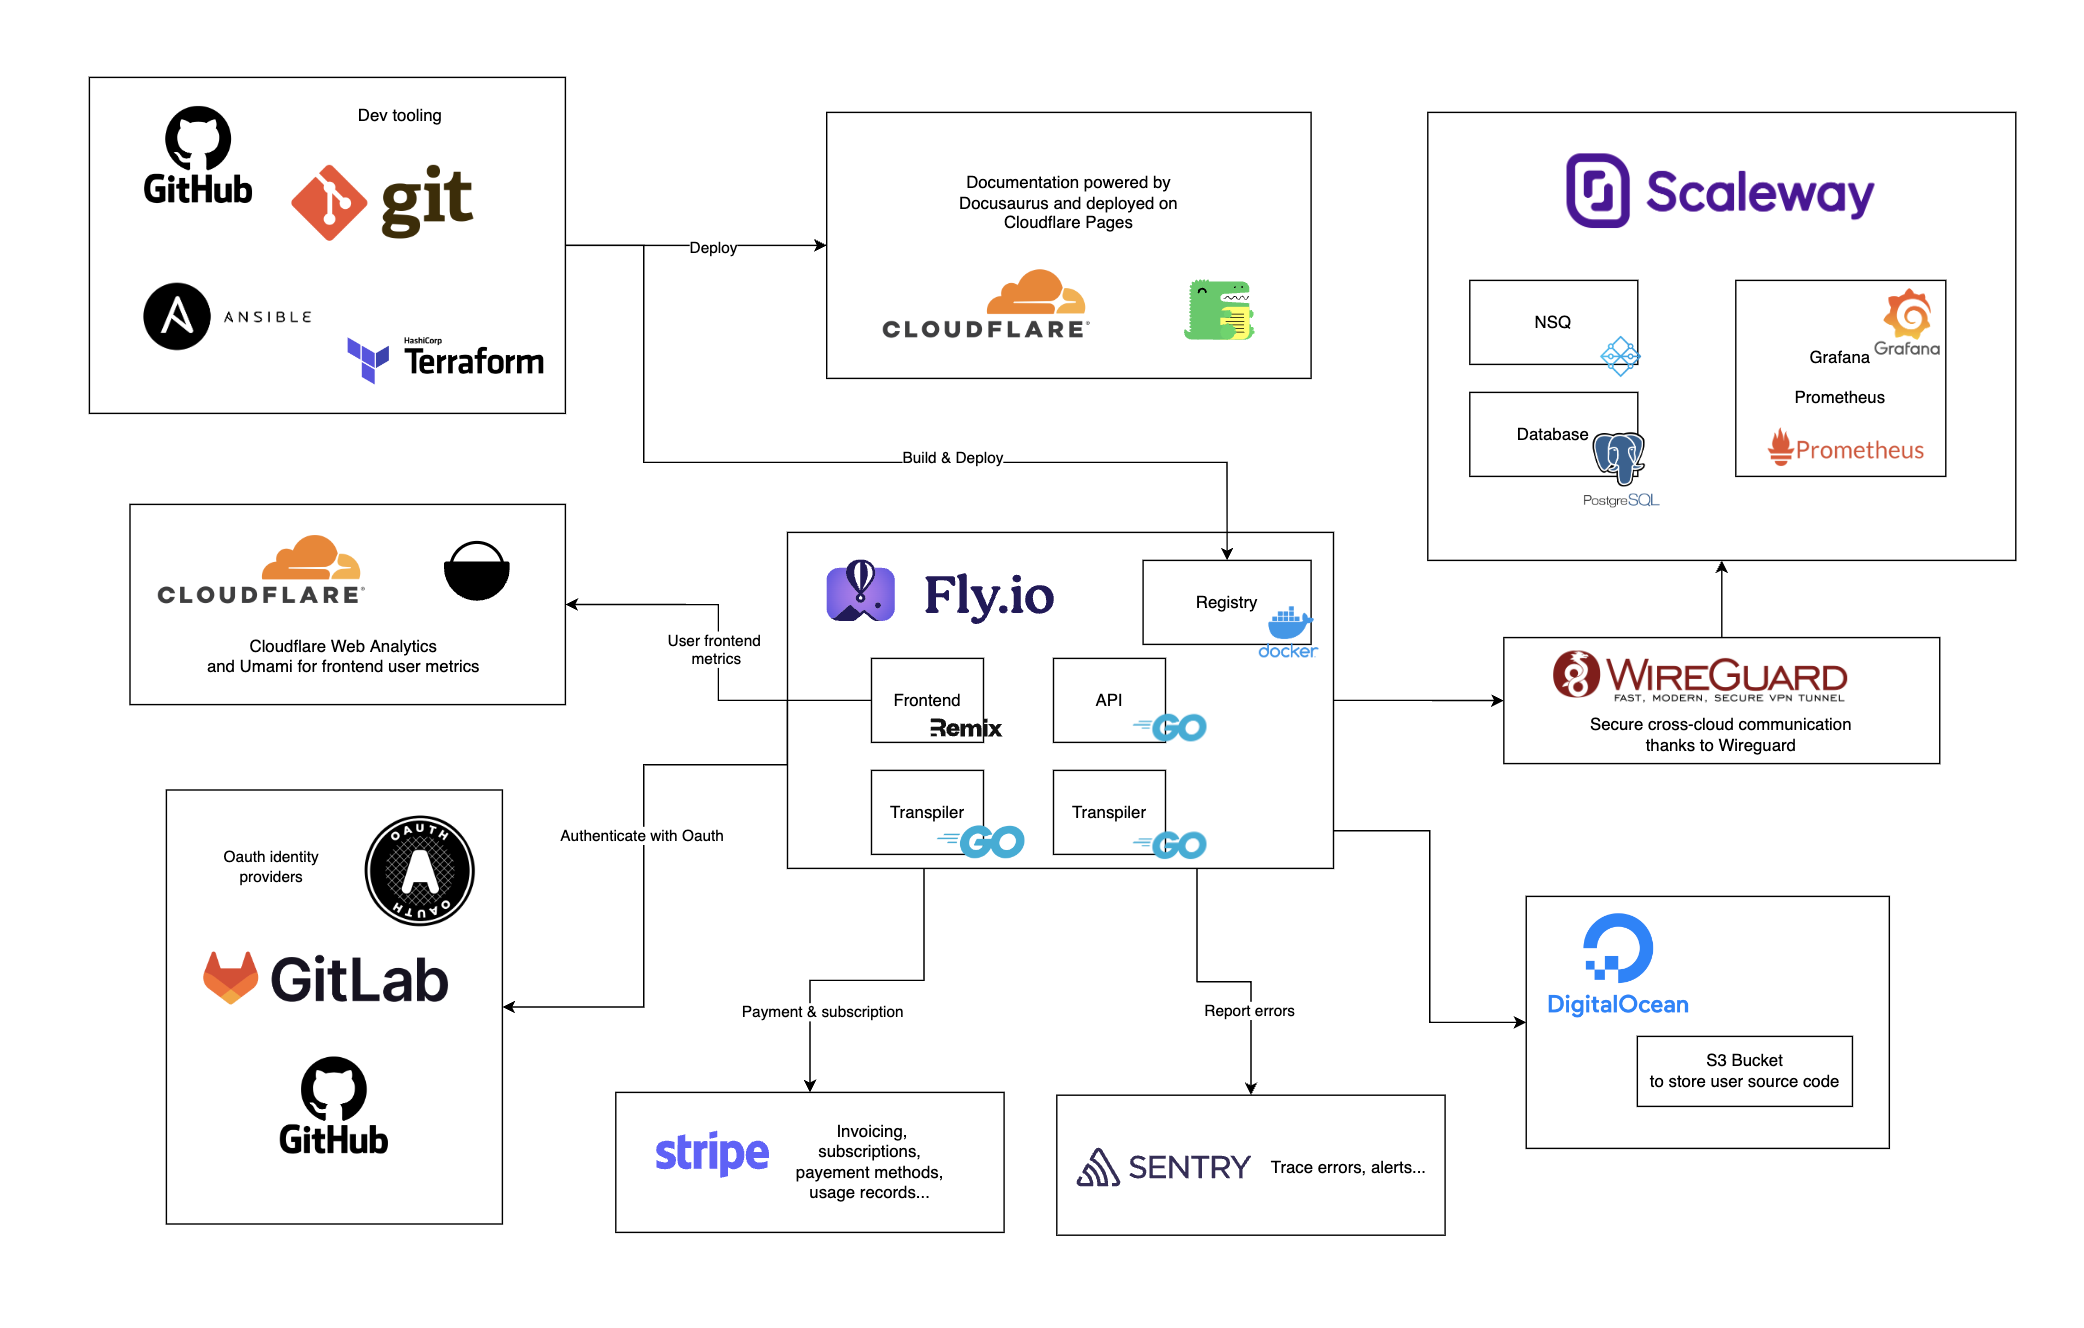 Dev tooling
GitHub
git
ANSIBLE
HashiCorp
Terraform
Deploy
Documentation powered by
Docusaurus and deployed on
Cloudflare Pages
CLOUDFLARE
Scaleway
NSQ
Database
PostgreSQL
Grafana
Grafana
Prometheus
Prometheus
Build & Deploy
CLOUDFLARE
Cloudflare Web Analytics
and Umami for frontend user metrics
User frontend
metrics
Fly.io
Registry
docker
Frontend
Remix
API
GO
Transpiler
GO
Transpiler
GO
WIREGUARD
FAST, MODERN, SECURE VPN TUNNEL
Secure cross-cloud communication
thanks to Wireguard
Authenticate with Oauth
Oauth identity
providers
OAUTH
OAUTH
GitLab
GitHub
Payment & subscription
Report errors
stripe
Invoicing,
subscriptions,
payement methods,
usage records...
SENTRY
Trace errors, alerts...
DigitalOcean
S3 Bucket
to store user source code